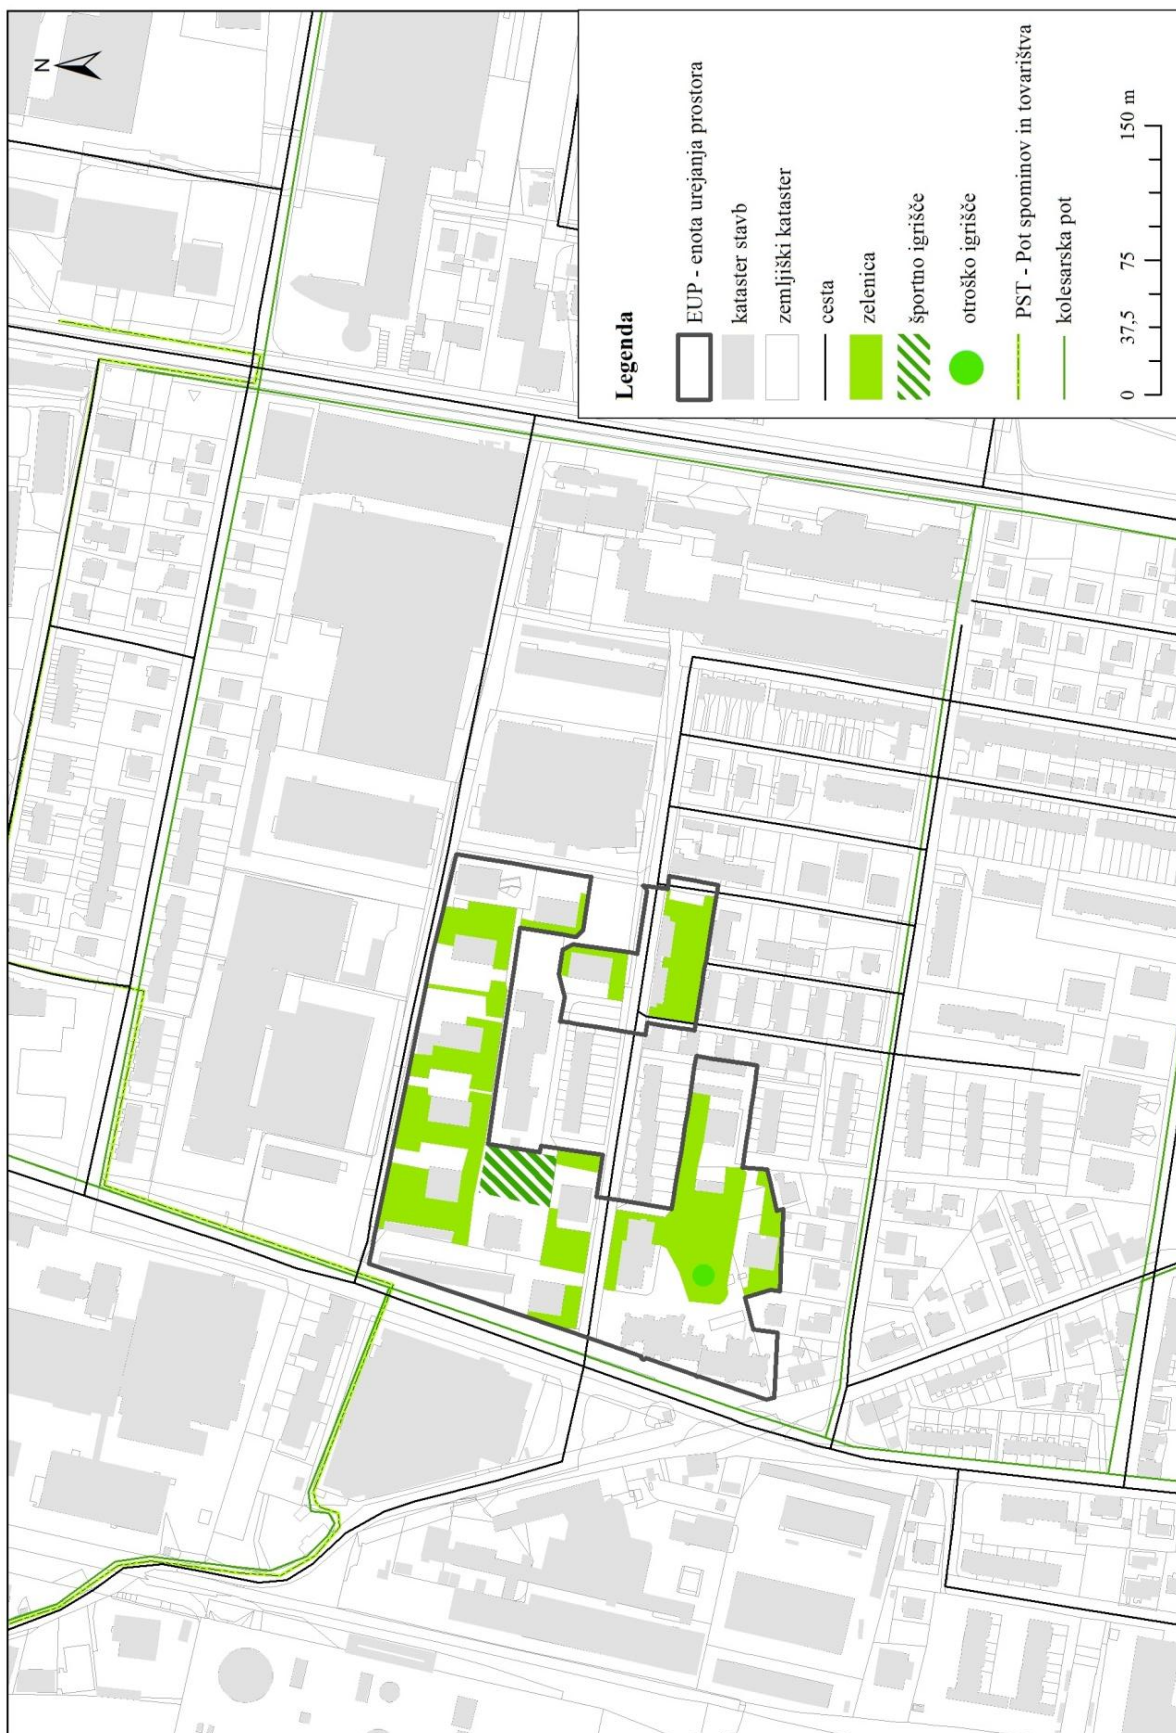 N
Legenda
EUP - enota urejanja prostora
kataster stavb
zemljiški kataster
cesta
zelenica
športno igrišče
otroško igrišče
PST - Pot spominov in tovarištva
kolesarska pot
0 37,5 75 150 m